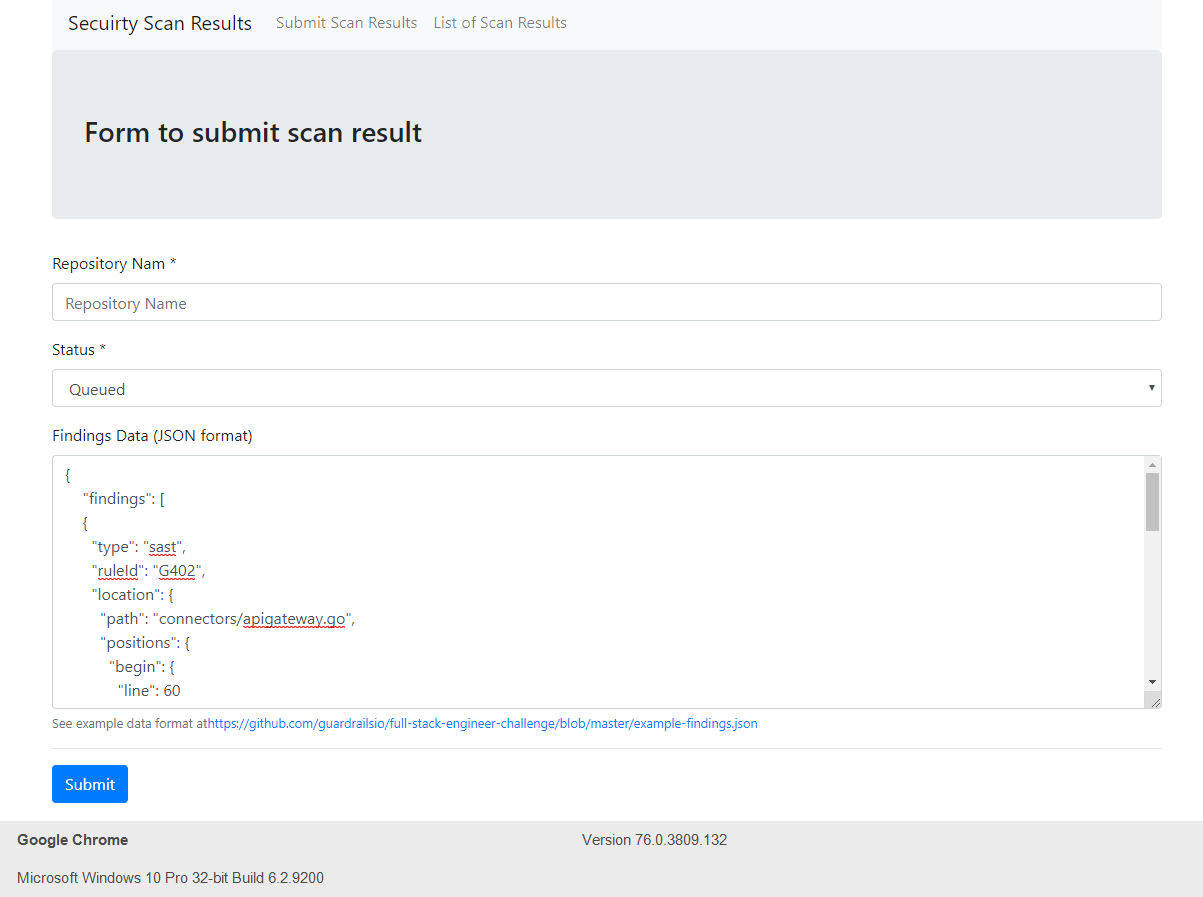 Secuirty Scan Results Submit Scan Results List of Scan Results
Form to submit scan result
Repository Nam *
Repository Name
Status *
Queued
Findings Data (JSON format)
{
"findings": [
{
"type": "sast",
"ruleId": "G402",
"location": {
"path": "connectors/apigateway.go",
"positions": {
"begin": {
"line": 60
See example data format athttps://github.com/guardrailsio/full-stack-engineer-challenge/blob/master/example-findings.json
Submit
Google Chrome Version 76.0.3809.132
Microsoft Windows 10 Pro 32-bit Build 6.2.9200